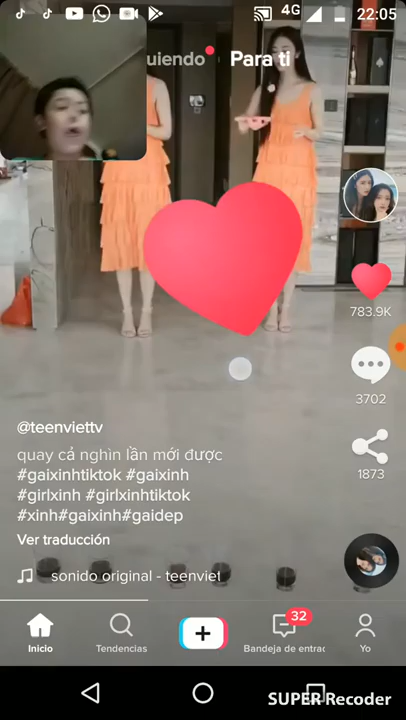 4G 22:05
uiendo Para ti
783.9K
3702
1873
@teenviettv
quay cả nghìn lần mới được
#gaixinhtiktok #gaixinh
#girlxinh #girlxinhtiktok
#xinh#gaixinh#gaidep
Ver traducción
sonido original - teenviet
32
Inicio Tendencias Bandeja de entrac Yo
SUPER Recoder